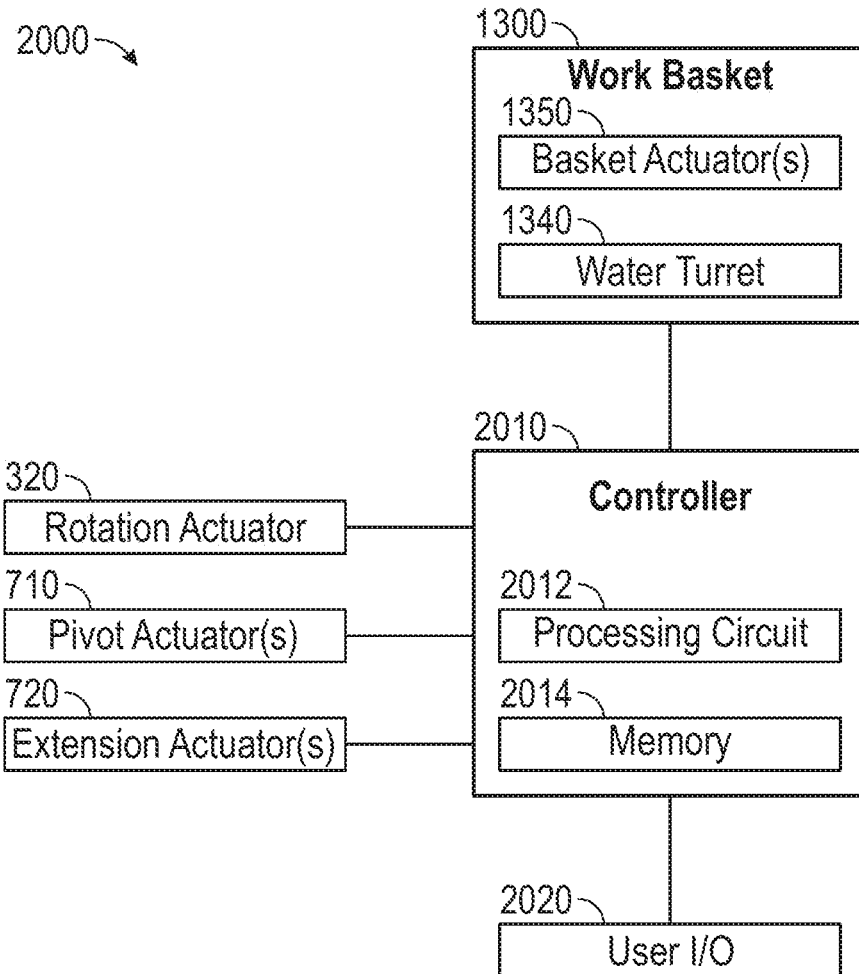 2000
1300
Work Basket
1350
Basket Actuator(s)
1340
Water Turret
2010
Controller
320
Rotation Actuator
2012
Processing Circuit
710
Pivot Actuator(s)
2014
Memory
720
Extension Actuator(s)
2020
User I/O